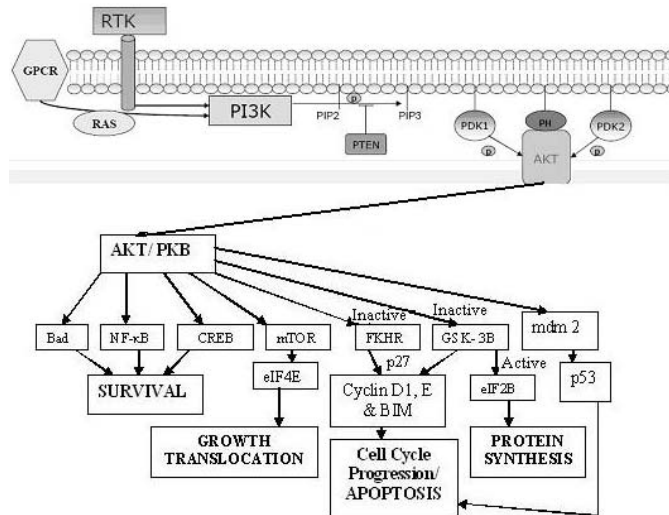 RTK
GPCR
RAS
PI3K
p
PIP2
PIP3
PTEN
PDK1
PH
PDK2
p
AKT
p
AKT/ PKB
Inactive
Inactive
Bad
NF-κB
CREB
mTOR
FKHR
GSK-3B
mdm 2
p27
Active
eIF4E
eIF2B
p53
SURVIVAL
Cyclin D1, E
& BIM
GROWTH
TRANSLOCATION
Cell Cycle
Progression/
APOPTOSIS
PROTEIN
SYNTHESIS